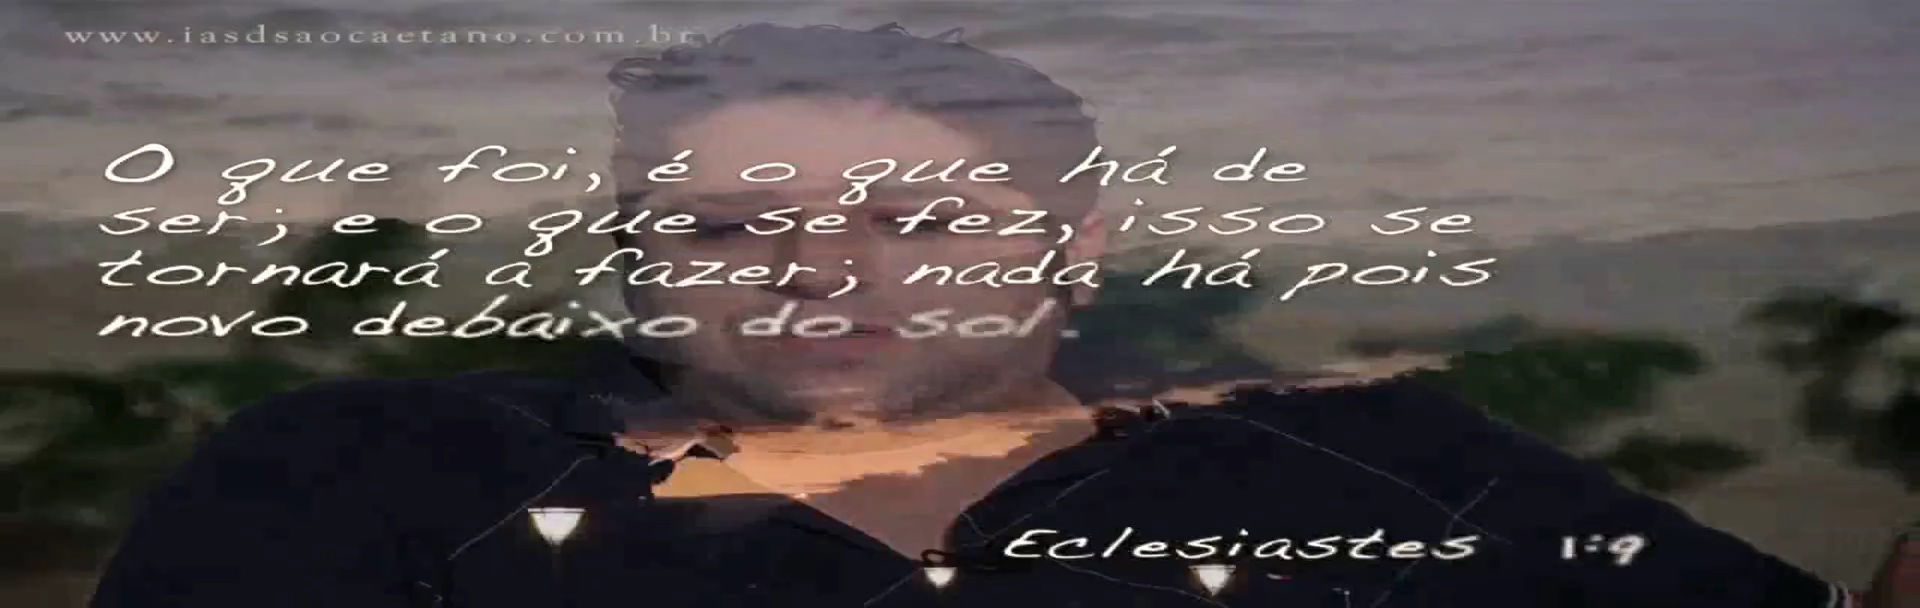 www.iasdsaocaetano.com.br
O que foi, é o que há de
ser; e o que se fez, isso se
tornará a fazer; nada há pois
novo debaixo do sol.
Eclesiastes 1:9